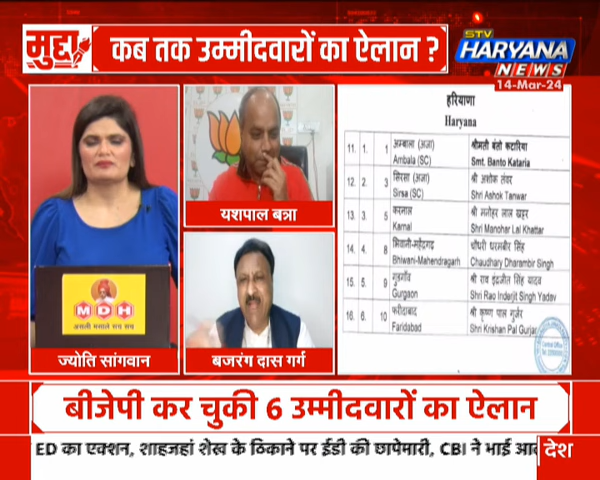 मुद्दा
कब तक उम्मीदवारों का ऐलान ?
STV
HARYANA
NEWS
14-Mar-24
हरियाणा
Haryana
11. 1. 1 अम्बाला (अजा) श्रीमती बंतो कटारिया
Ambala (SC) Smt. Banto Kataria
12. 2. 3 सिरसा (अजा) श्री अशोक तंवर
Sirsa (SC) Shri Ashok Tanwar
13. 3. 5 करनाल श्री मनोहर लाल खट्टर
Karnal Shri Manohar Lal Khattar
14. 4. 8 भिवानी-महेंद्रगढ़ चौधरी धरमबीर सिंह
Bhiwani-Mahendragarh Chaudhary Dharambir Singh
15. 5. 9 गुड़गाँव श्री राव इंद्रजीत सिंह यादव
Gurgaon Shri Rao Inderjit Singh Yadav
16. 6. 10 फरीदाबाद श्री कृष्ण पाल गुर्जर
Faridabad Shri Krishan Pal Gurjar
यशपाल बत्रा
MDH
असली मसाले सच सच
ज्योति सांगवान
बजरंग दास गर्ग
बीजेपी कर चुकी 6 उम्मीदवारों का ऐलान
ED का एक्शन, शाहजहां शेख के ठिकाने पर ईडी की छापेमारी, CBI ने भाई आल
देश